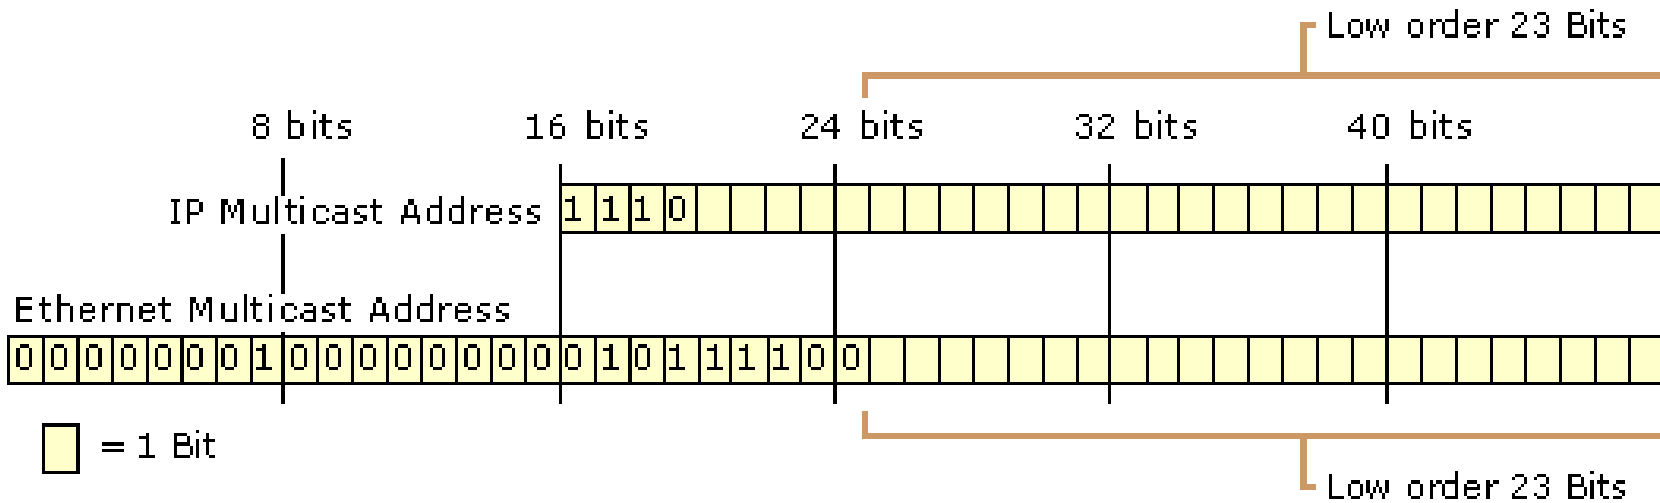 Low order 23 Bits
8 bits 16 bits 24 bits 32 bits 40 bits
IP Multicast Address 1 1 1 0
Ethernet Multicast Address
0 0 0 0 0 0 0 1 0 0 0 0 0 0 0 0 0 1 0 1 1 1 1 0 0
= 1 Bit
Low order 23 Bits